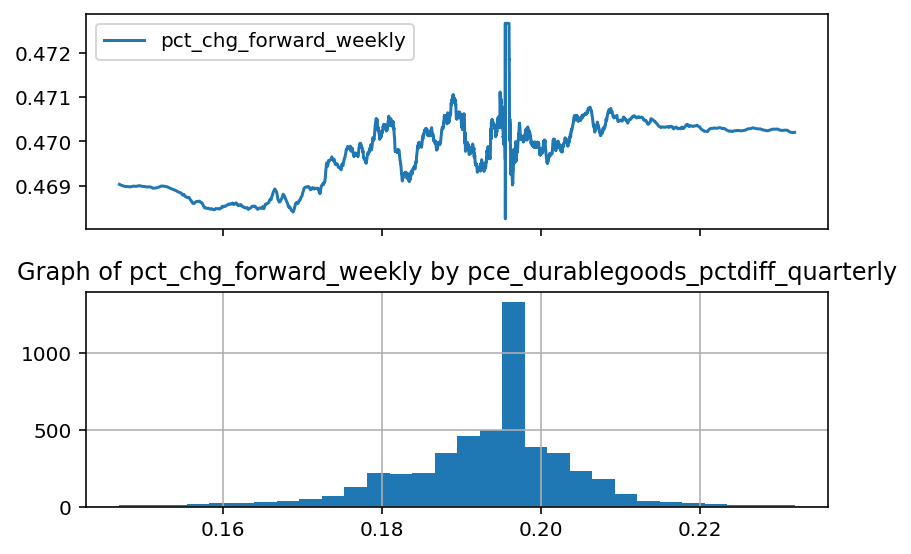 pct_chg_forward_weekly
0.472
0.471
0.470
0.469
Graph of pct_chg_forward_weekly by pce_durablegoods_pctdiff_quarterly
1000
500
0
0.16 0.18 0.20 0.22